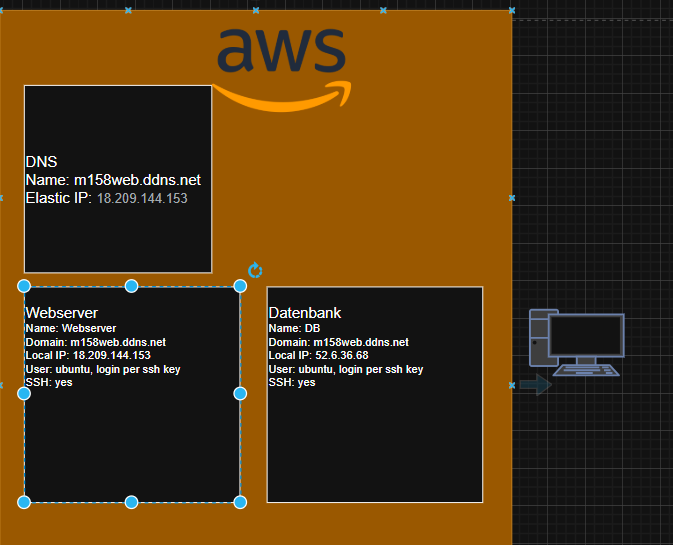 aws
DNS
Name: m158web.ddns.net
Elastic IP: 18.209.144.153
Webserver
Name: Webserver
Domain: m158web.ddns.net
Local IP: 18.209.144.153
User: ubuntu, login per ssh key
SSH: yes
Datenbank
Name: DB
Domain: m158web.ddns.net
Local IP: 52.6.36.68
User: ubuntu, login per ssh key
SSH: yes